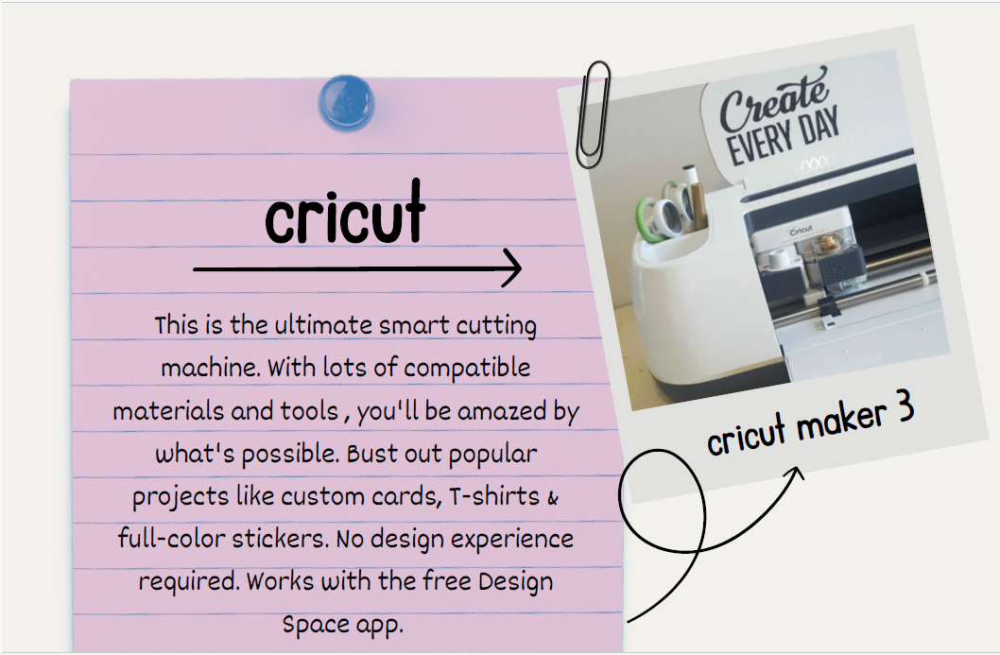 cricut
This is the ultimate smart cutting
machine. With lots of compatible
materials and tools , you'll be amazed by
what's possible. Bust out popular
projects like custom cards, T-shirts &
full-color stickers. No design experience
required. Works with the free Design
Space app.
Create
EVERY DAY
Cricut
cricut maker 3